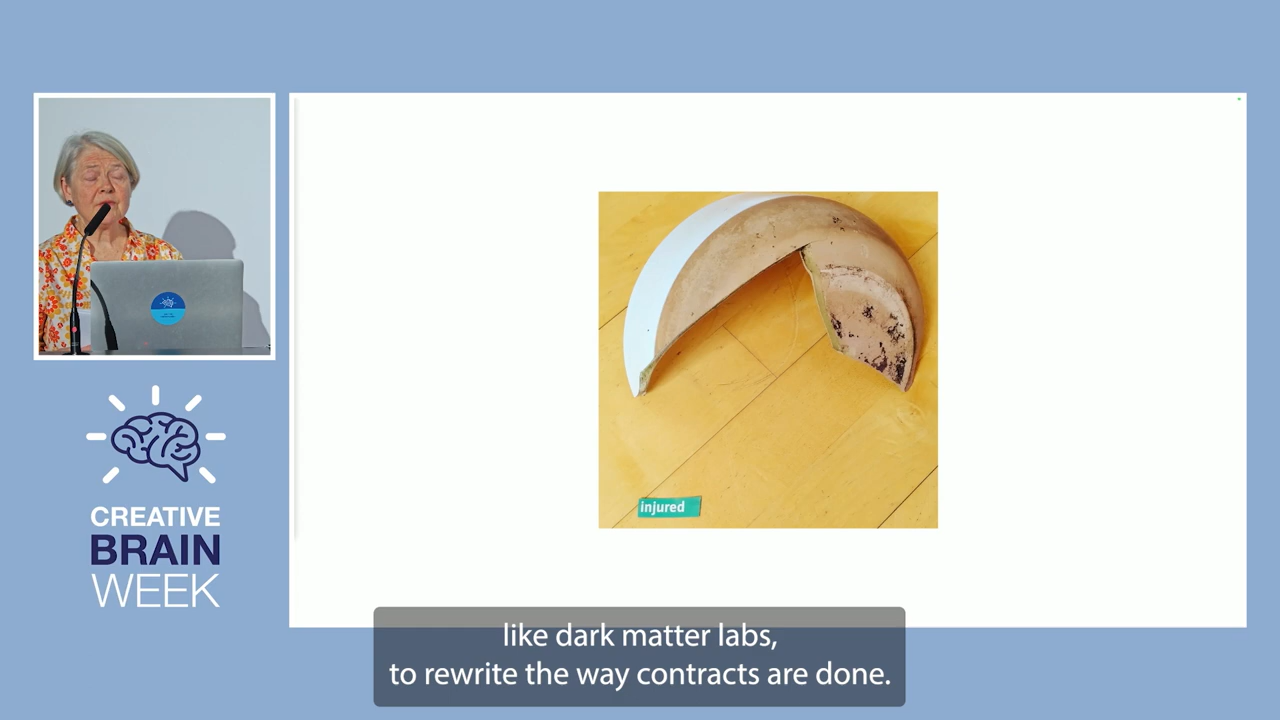 CREATIVE
BRAIN
WEEK
injured
like dark matter labs,
to rewrite the way contracts are done.